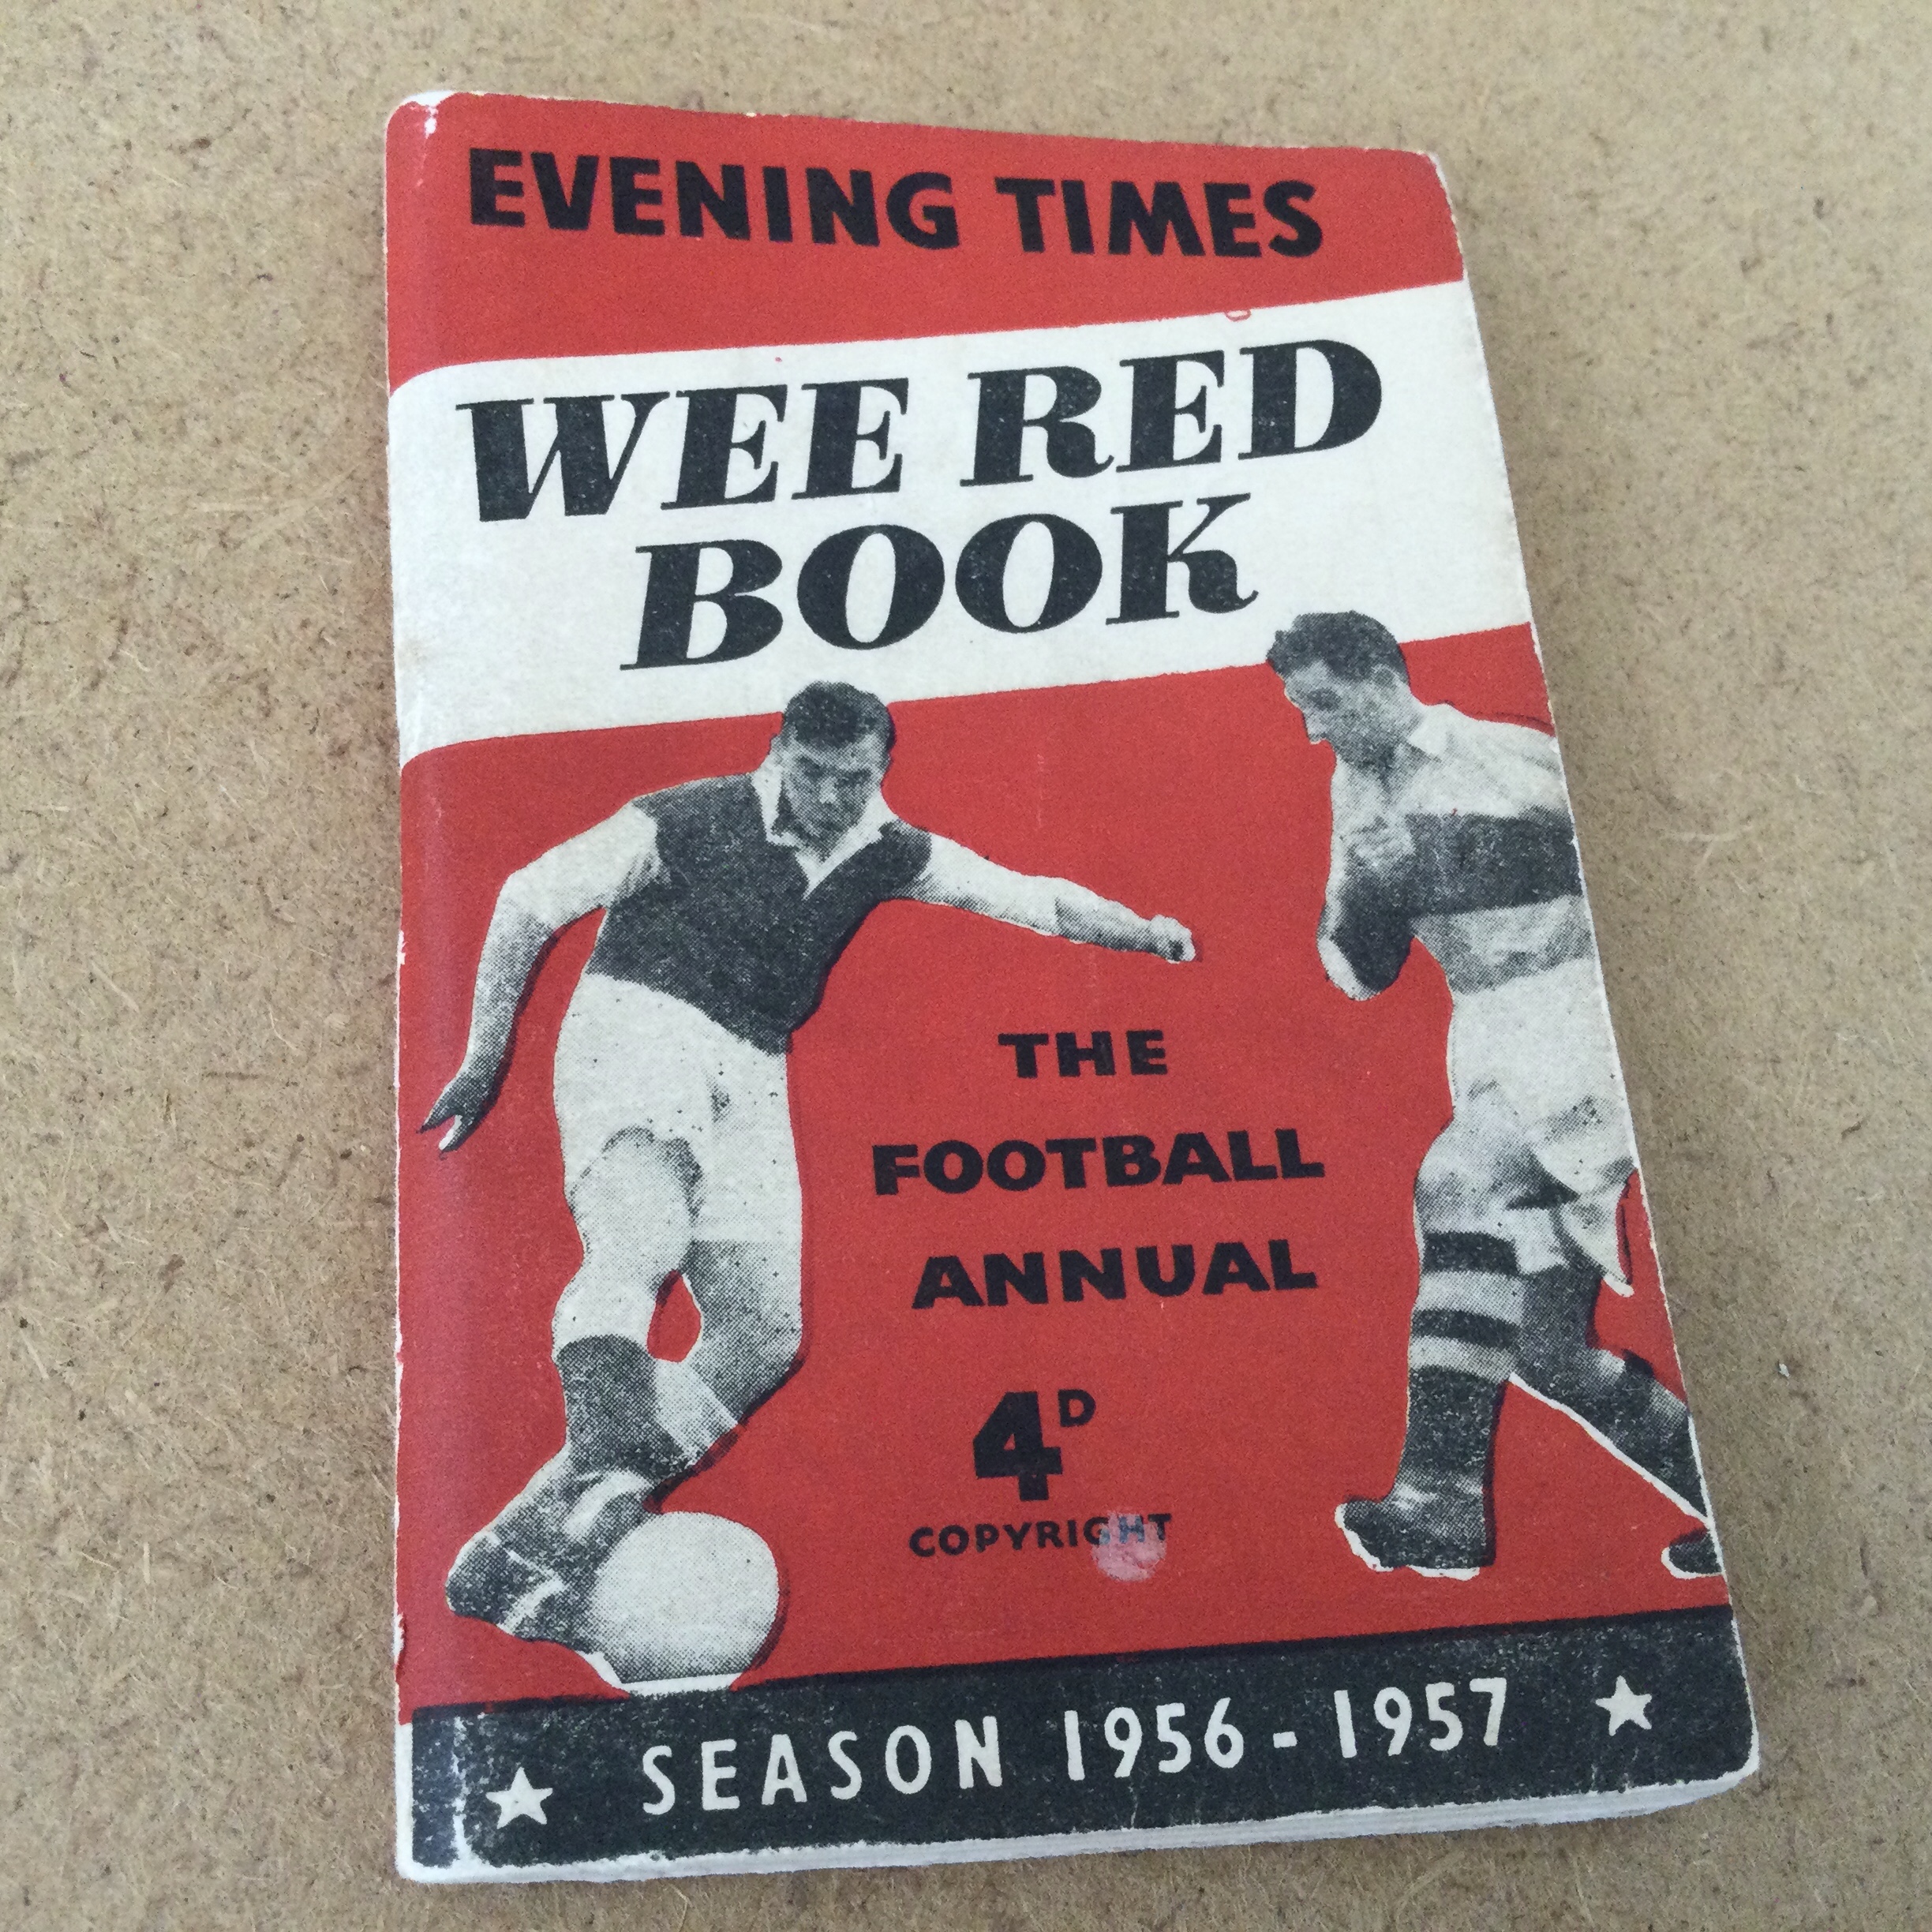 EVENING TIMES
WEE RED
BOOK
THE
FOOTBALL
ANNUAL
4D
COPYRIGHT
SEASON 1956-1957